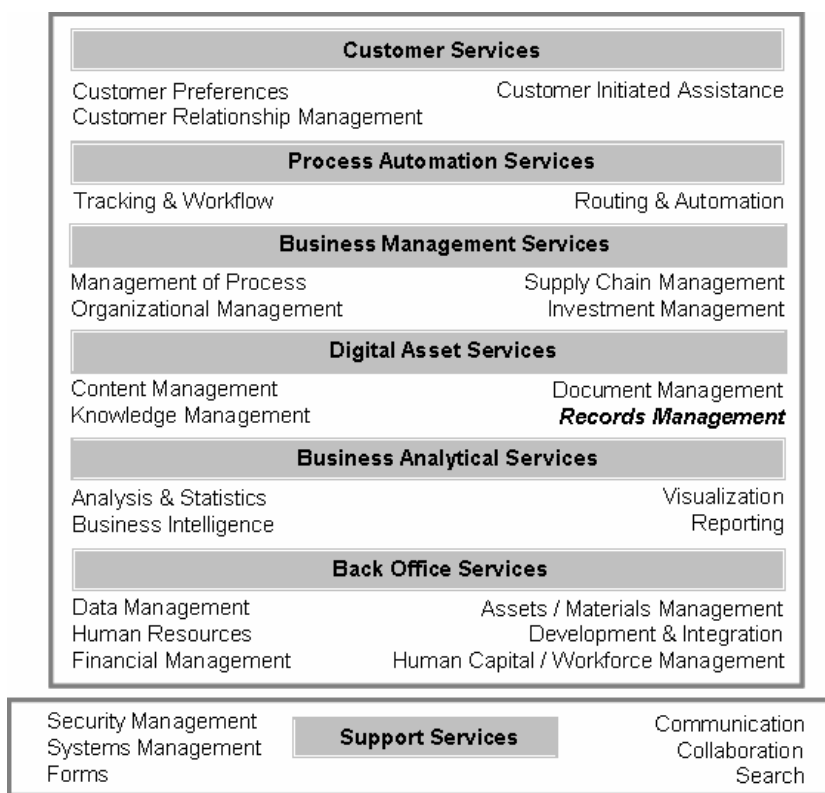 Customer Services
Customer Preferences Customer Initiated Assistance
Customer Relationship Management
Process Automation Services
Tracking & Workflow Routing & Automation
Business Management Services
Management of Process Supply Chain Management
Organizational Management Investment Management
Digital Asset Services
Content Management Document Management
Knowledge Management Records Management
Business Analytical Services
Analysis & Statistics Visualization
Business Intelligence Reporting
Back Office Services
Data Management Assets / Materials Management
Human Resources Development & Integration
Financial Management Human Capital / Workforce Management
Security Management Support Services Communication
Systems Management Collaboration
Forms Search